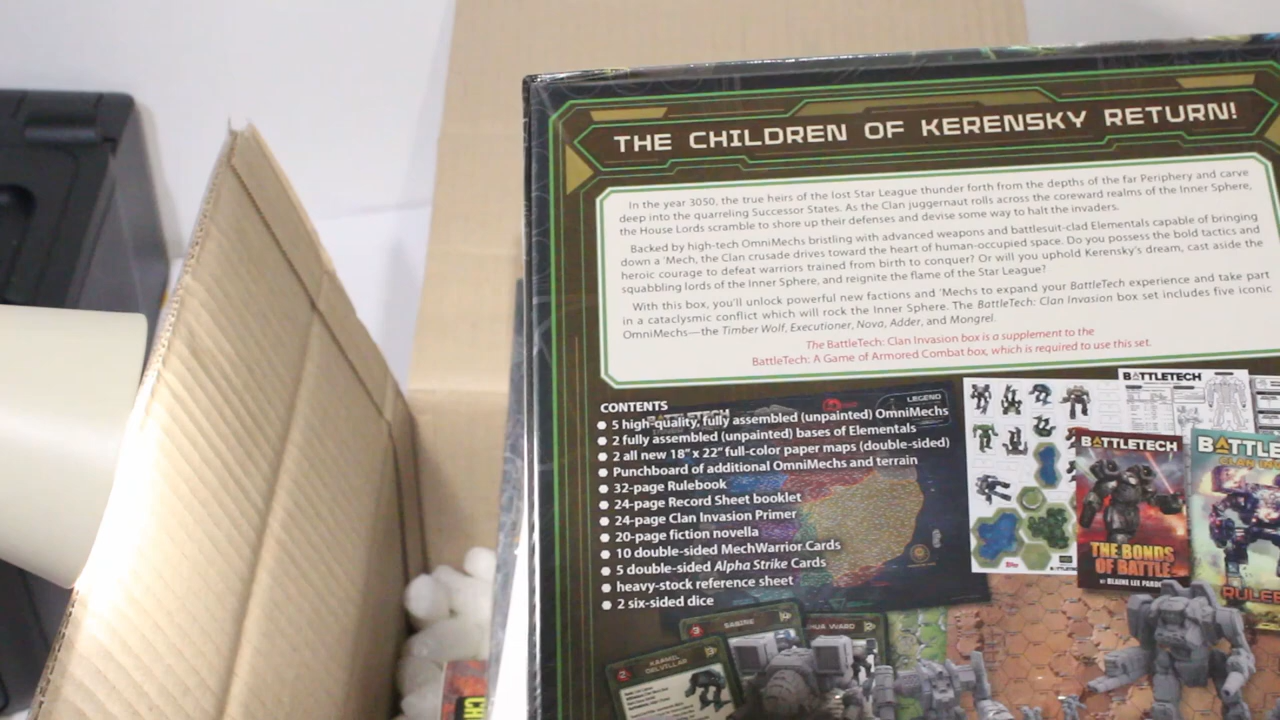 THE CHILDREN OF KERENSKY RETURN!
In the year 3050, the true heirs of the lost Star League thunder forth from the depths of the far Periphery and carve
deep into the quarreling Successor States. As the Clan juggernaut rolls across the coreward realms of the Inner Sphere,
the House Lords scramble to shore up their defenses and devise some way to halt the invaders.
Backed by high-tech OmniMechs bristling with advanced weapons and battlesuit-clad Elementals capable of bringing
down a 'Mech, the Clan crusade drives toward the heart of human-occupied space. Do you possess the bold tactics and
heroic courage to defeat warriors trained from birth to conquer? Or will you uphold Kerensky's dream, cast aside the
squabbling lords of the Inner Sphere, and reignite the flame of the Star League?
With this box, you'll unlock powerful new factions and 'Mechs to expand your BattleTech experience and take part
in a cataclysmic conflict which will rock the Inner Sphere. The BattleTech: Clan Invasion box set includes five iconic
OmniMechs—the Timber Wolf, Executioner, Nova, Adder, and Mongrel.
The BattleTech: Clan Invasion box is a supplement to the
BattleTech: A Game of Armored Combat box, which is required to use this set.
CONTENTS
5 high-quality, fully assembled (unpainted) OmniMechs
2 fully assembled (unpainted) bases of Elementals
2 all new 18" x 22" full-color paper maps (double-sided)
Punchboard of additional OmniMechs and terrain
32-page Rulebook
24-page Record Sheet booklet
24-page Clan Invasion Primer
20-page fiction novella
10 double-sided MechWarrior Cards
5 double-sided Alpha Strike Cards
heavy-stock reference sheet
2 six-sided dice
BATTLETECH
LEGEND
BATTLETECH
BATTLETECH
THE BONDS
OF BATTLE
BY BLAINE LEE
BATTLE
CLAN IN
RULEB
SABINE
HUA WARD
KARMIL
DELVILLAR
CH